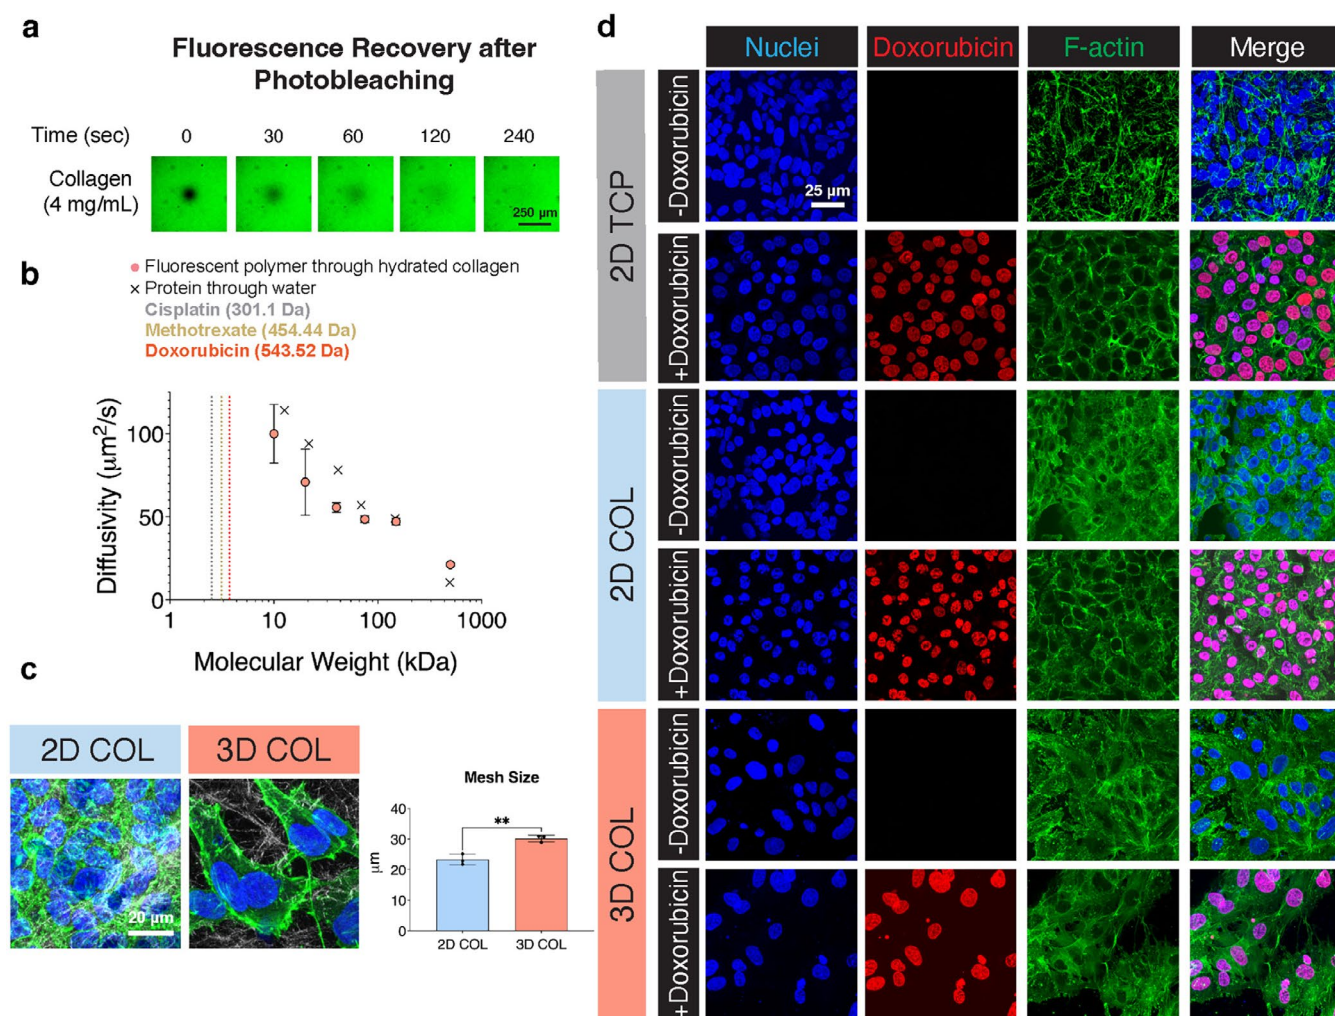 a
Fluorescence Recovery after
Photobleaching
Time (sec) 0 30 60 120 240
Collagen
(4 mg/mL)
250 µm
b
Fluorescent polymer through hydrated collagen
× Protein through water
Cisplatin (301.1 Da)
Methotrexate (454.44 Da)
Doxorubicin (543.52 Da)
Diffusivity (µm²/s)
100
50
0
1 10 100 1000
Molecular Weight (kDa)
c
2D COL 3D COL
20 µm
Mesh Size
**
µm
40
30
20
10
0
2D COL 3D COL
d
Nuclei Doxorubicin F-actin Merge
2D TCP
-Doxorubicin
25 µm
+Doxorubicin
2D COL
-Doxorubicin
+Doxorubicin
3D COL
-Doxorubicin
+Doxorubicin